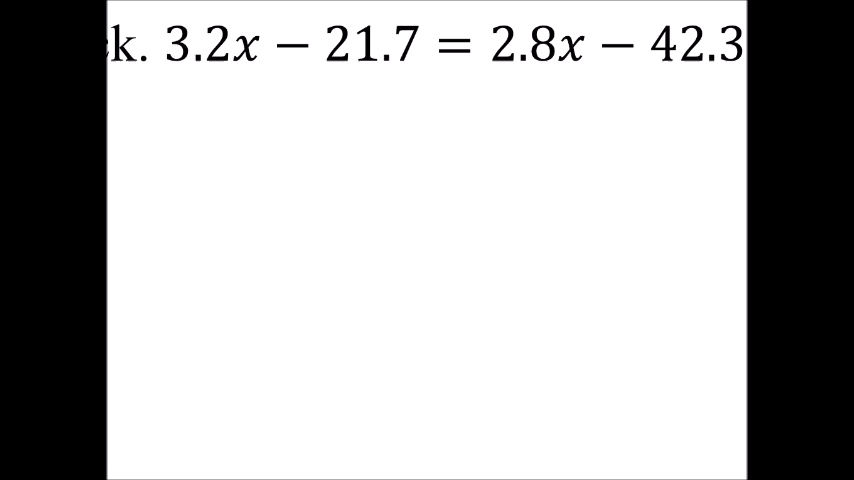 k. 3.2x − 21.7 = 2.8x − 42.3